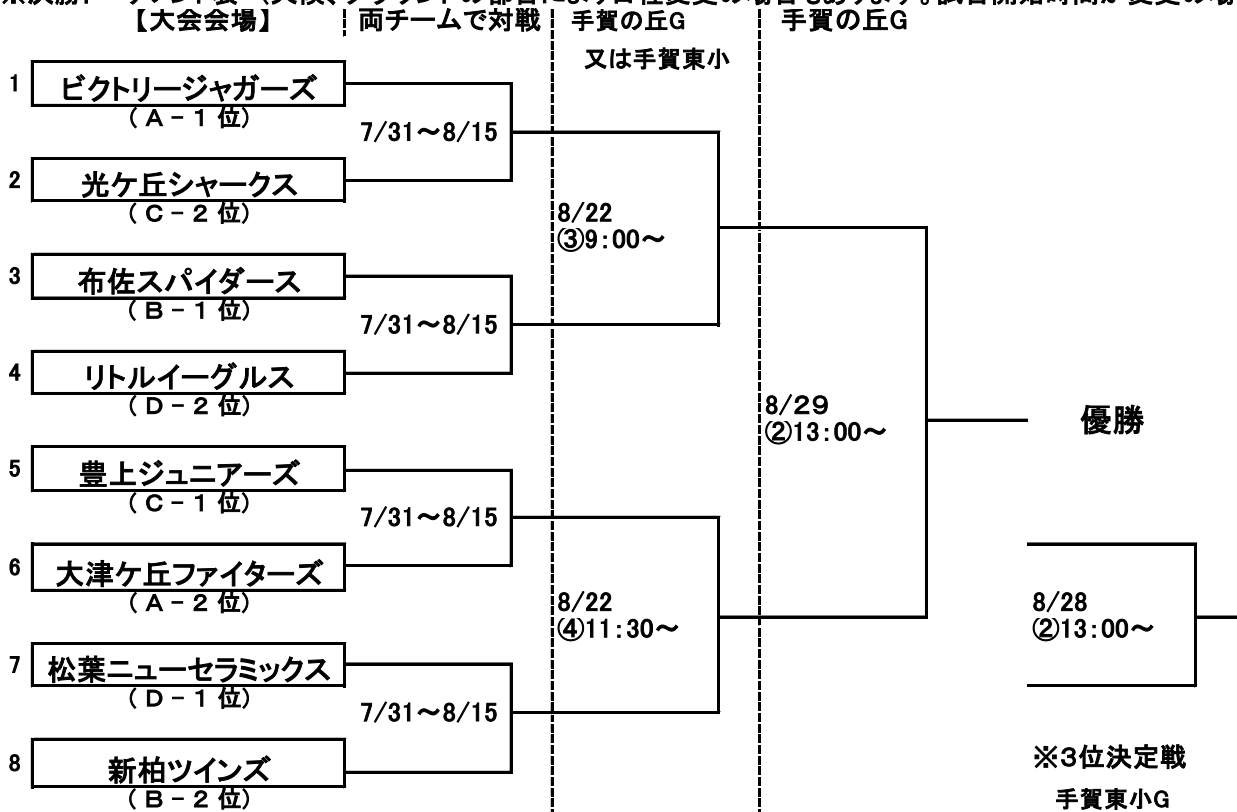 【大会会場】 両チームで対戦 手賀の丘G 手賀の丘G
又は手賀東小
1 ビクトリージャガーズ
(A-1位)
7/31~8/15
2 光ケ丘シャークス
(C-2位)
8/22
③9:00~
3 布佐スパイダース
(B-1位)
7/31~8/15
4 リトルイーグルス
(D-2位)
8/29
②13:00~
優勝
5 豊上ジュニアーズ
(C-1位)
7/31~8/15
6 大津ケ丘ファイターズ
(A-2位)
8/22
④11:30~
8/28
②13:00~
7 松葉ニューセラミックス
(D-1位)
7/31~8/15
8 新柏ツインズ
(B-2位)
※3位決定戦
手賀東小G